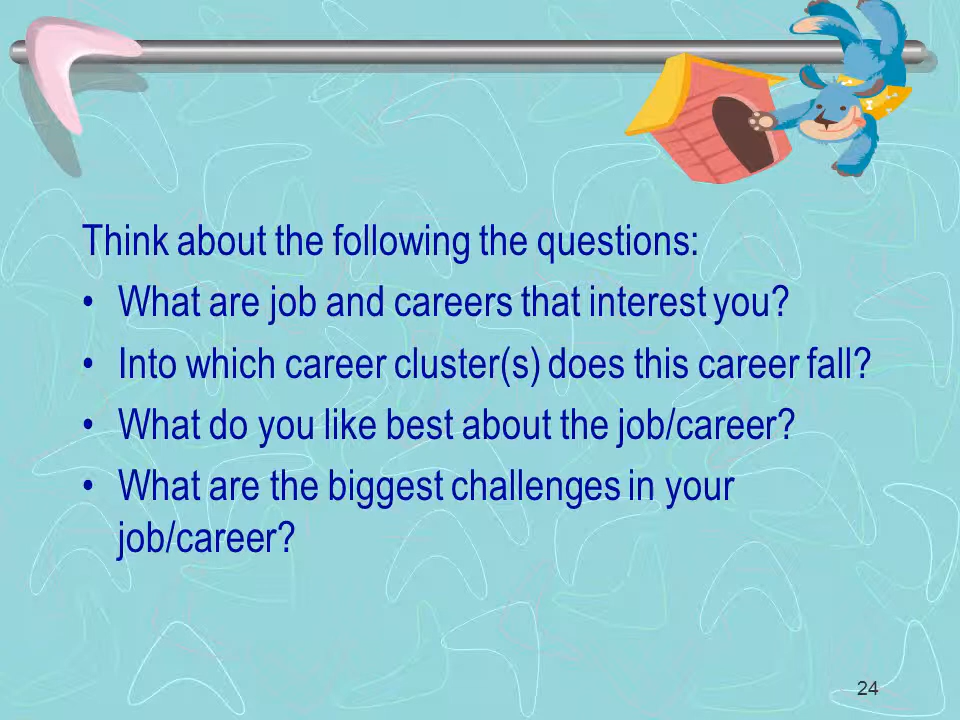 Think about the following the questions:
• What are job and careers that interest you?
• Into which career cluster(s) does this career fall?
• What do you like best about the job/career?
• What are the biggest challenges in your
job/career?
24